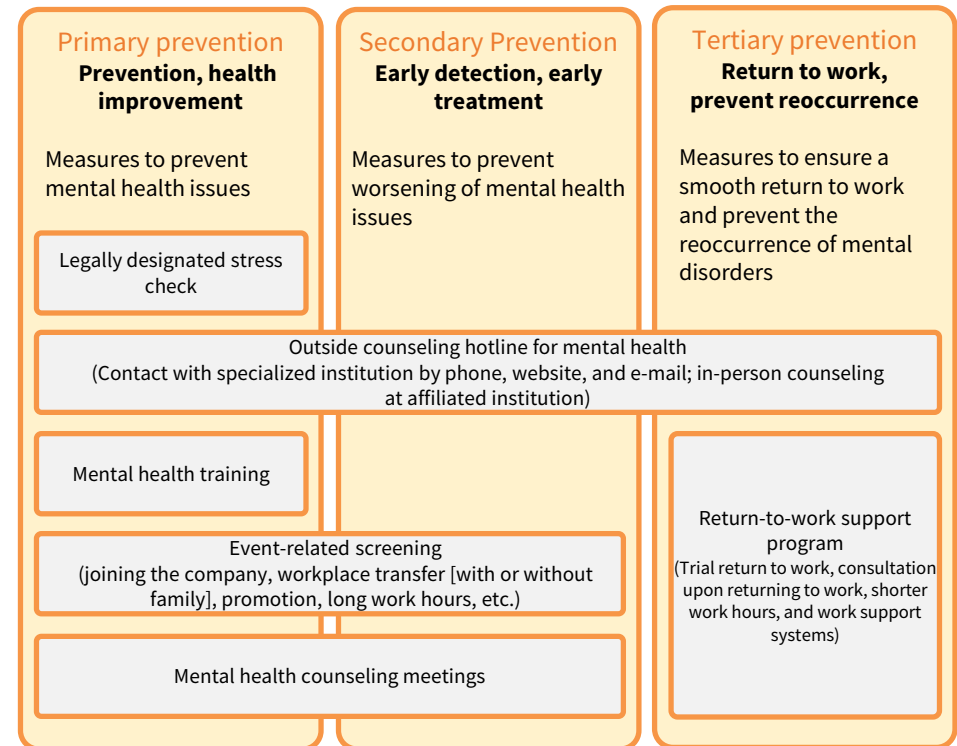 Primary prevention
Prevention, health
improvement
Measures to prevent
mental health issues
Secondary Prevention
Early detection, early
treatment
Measures to prevent
worsening of mental health
issues
Tertiary prevention
Return to work,
prevent reoccurrence
Measures to ensure a
smooth return to work
and prevent the
reoccurrence of mental
disorders
Legally designated stress
check
Outside counseling hotline for mental health
(Contact with specialized institution by phone, website, and e-mail; in-person counseling
at affiliated institution)
Mental health training
Event-related screening
(joining the company, workplace transfer [with or without
family], promotion, long work hours, etc.)
Mental health counseling meetings
Return-to-work support
program
(Trial return to work, consultation
upon returning to work, shorter
work hours, and work support
systems)